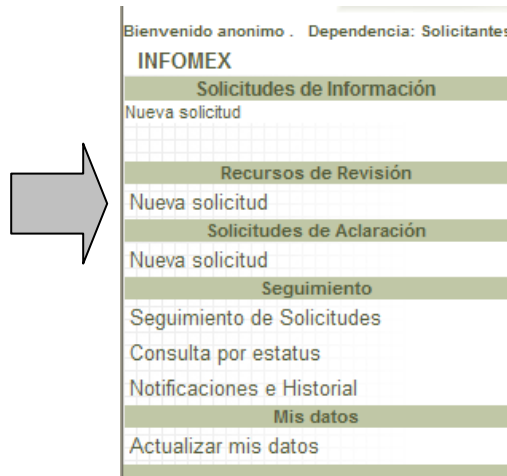 Bienvenido anonimo . Dependencia: Solicitantes
INFOMEX
Solicitudes de Información
Nueva solicitud
Recursos de Revisión
Nueva solicitud
Solicitudes de Aclaración
Nueva solicitud
Seguimiento
Seguimiento de Solicitudes
Consulta por estatus
Notificaciones e Historial
Mis datos
Actualizar mis datos